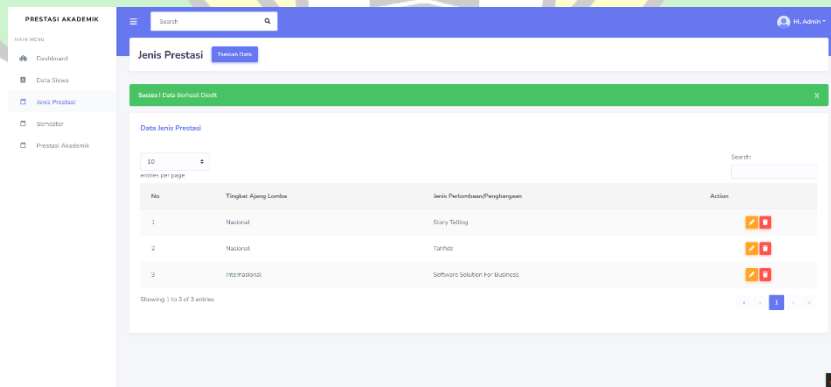 PRESTASI AKADEMIK
Search
Hi, Admin
MAIN MENU
Dashboard
Data Siswa
Jenis Prestasi
Semester
Prestasi Akademik
Jenis Prestasi
Tambah Data
Succes! Data Berhasil Diedit
x
Data Jenis Prestasi
10
entries per page
Search:
No Tingkat Ajang Lomba Jenis Perlombaan/Penghargaan Action
1 Nasional Story Telling
2 Nasional Tahfidz
3 Internasional Software Solution For Business
Showing 1 to 3 of 3 entries
« ‹ 1 › »